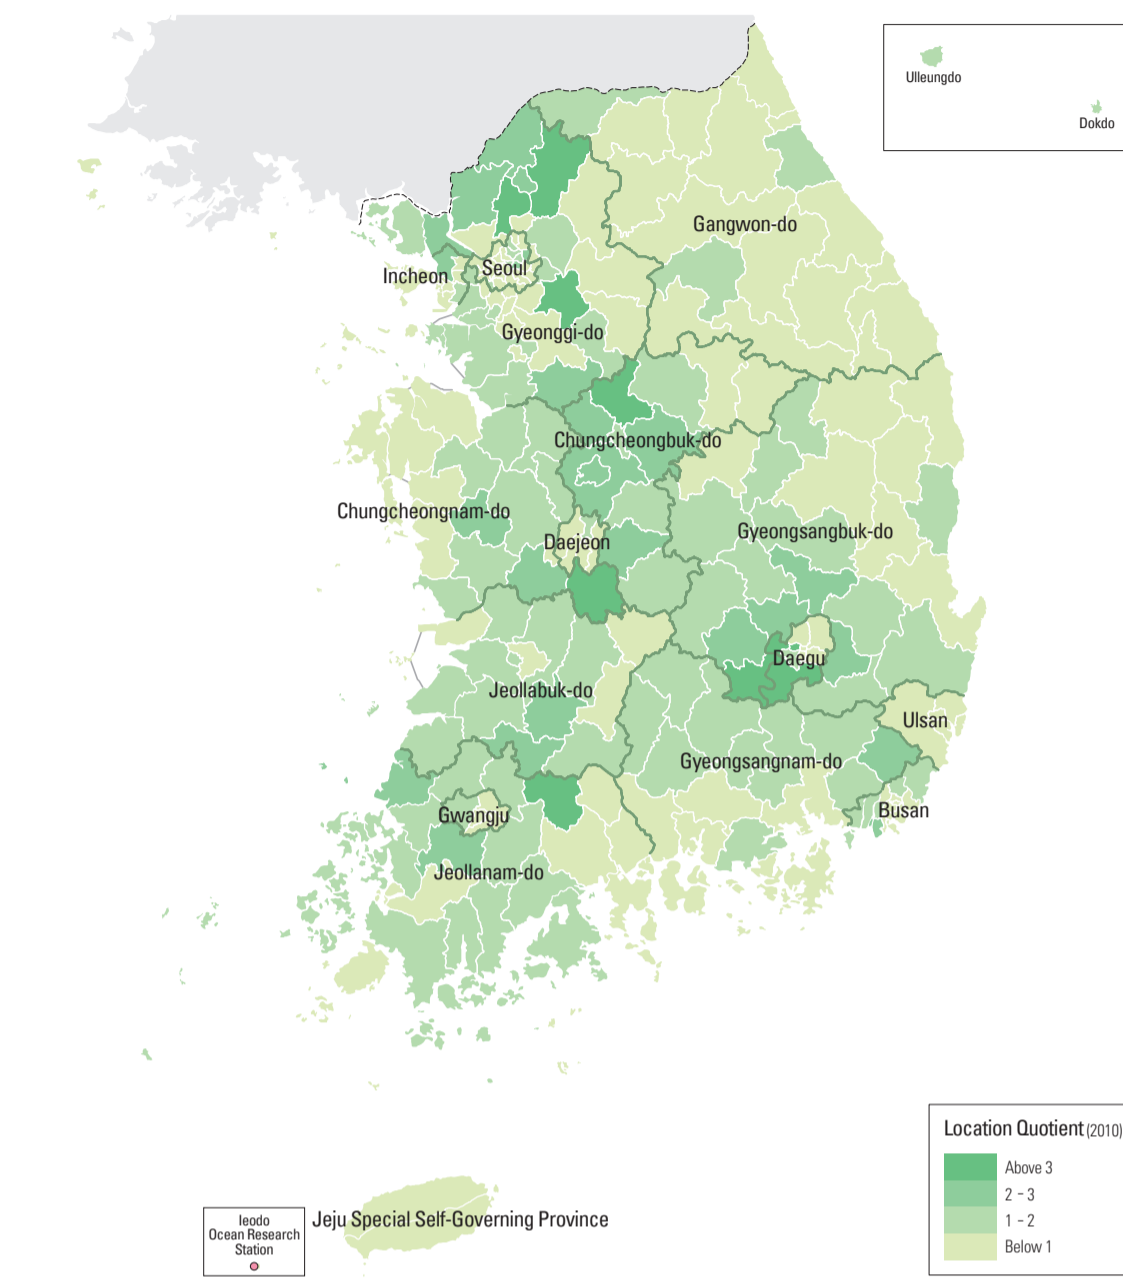 Ulleungdo
Dokdo
Gangwon-do
Incheon
Seoul
Gyeonggi-do
Chungcheongbuk-do
Chungcheongnam-do
Daejeon
Gyeongsangbuk-do
Daegu
Jeollabuk-do
Ulsan
Gyeongsangnam-do
Busan
Gwangju
Jeollanam-do
Location Quotient (2010)
Above 3
2 – 3
1 – 2
Below 1
Jeju Special Self-Governing Province
Ieodo
Ocean Research
Station